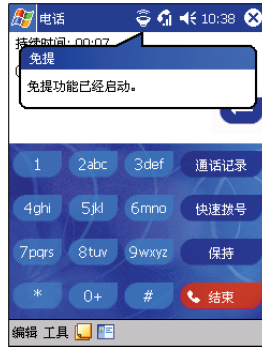 电话 10:38
持续时间: 00:07
免提
免提功能已经启动。
1 2abc 3def 通话记录
4ghi 5jkl 6mno 快速拨号
7pqrs 8tuv 9wxyz 保持
* 0+ # 结束
编辑 工具